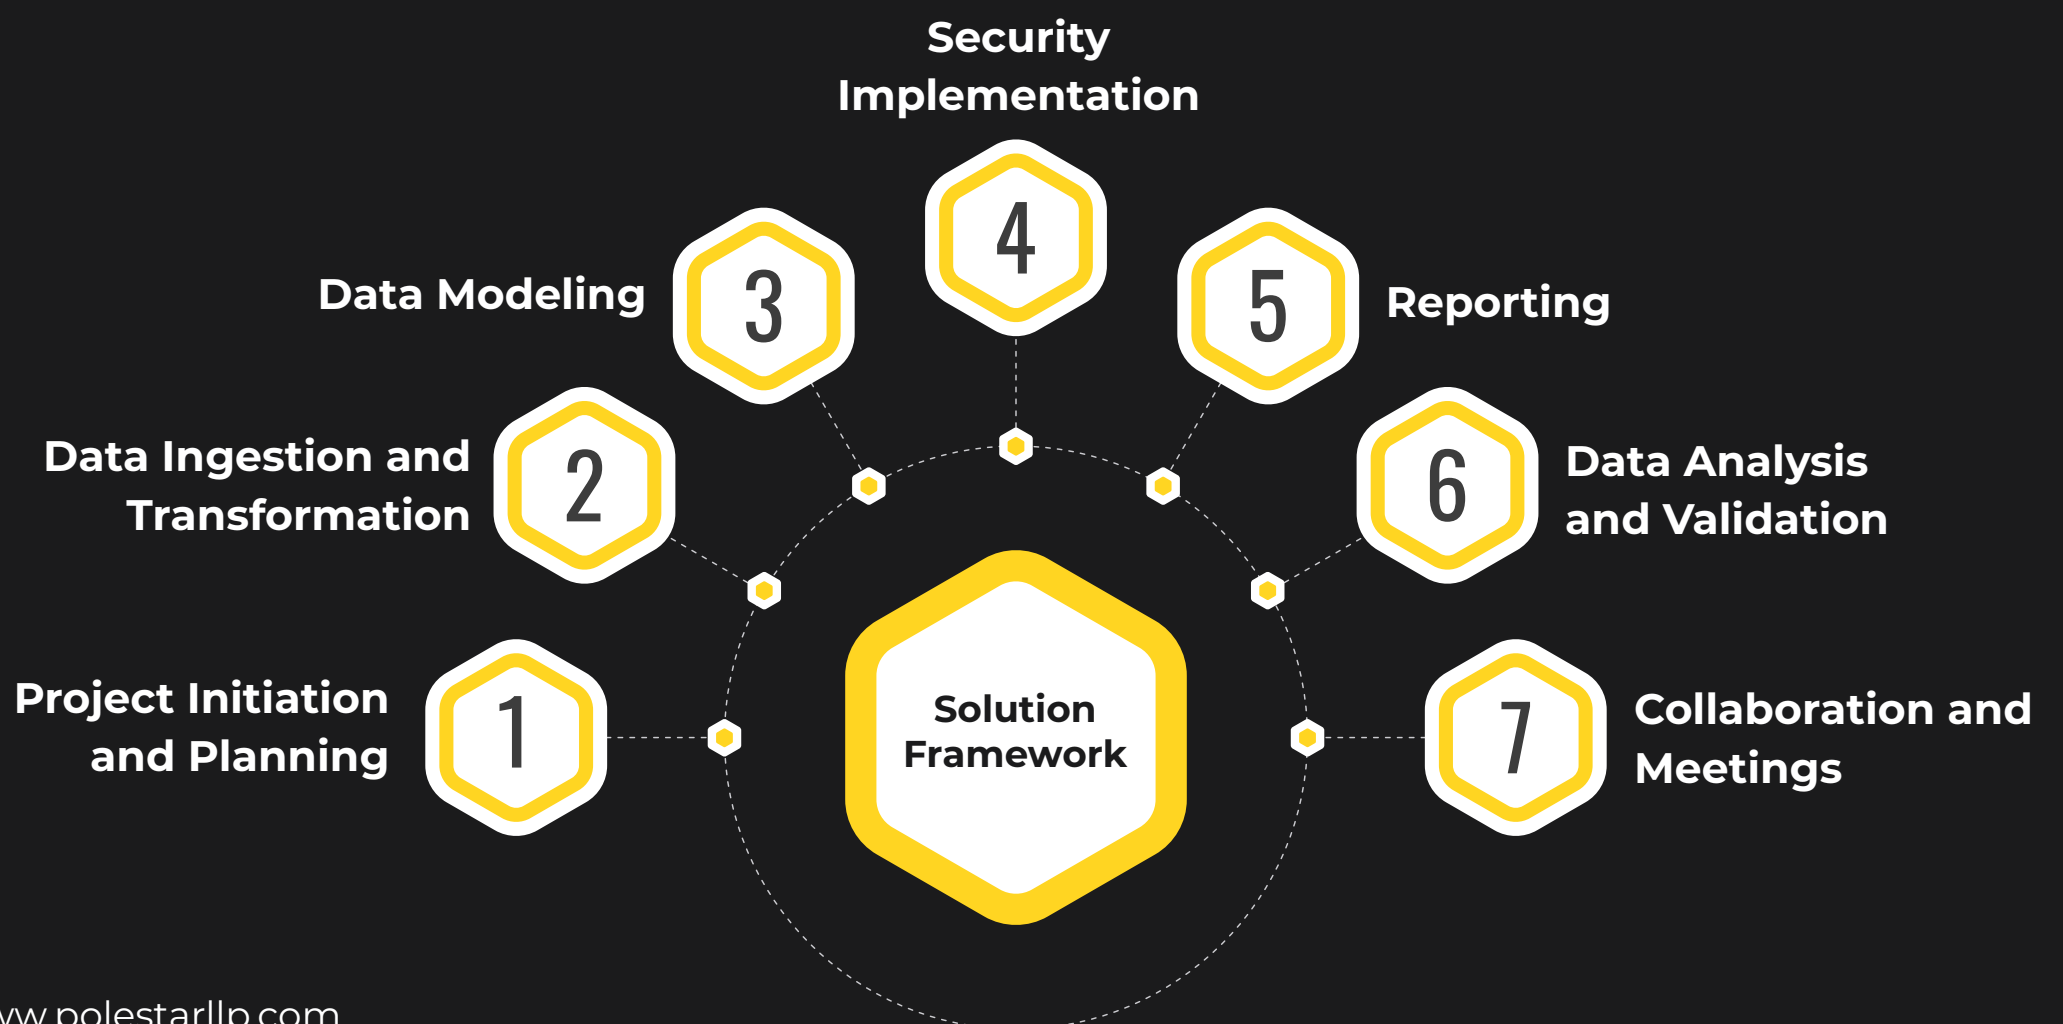 Security
Implementation
4
3
5
Data Modeling
Reporting
Data Ingestion and
Transformation
2
6
Data Analysis
and Validation
Project Initiation
and Planning
1
Solution
Framework
7
Collaboration and
Meetings
www.polestarllp.com